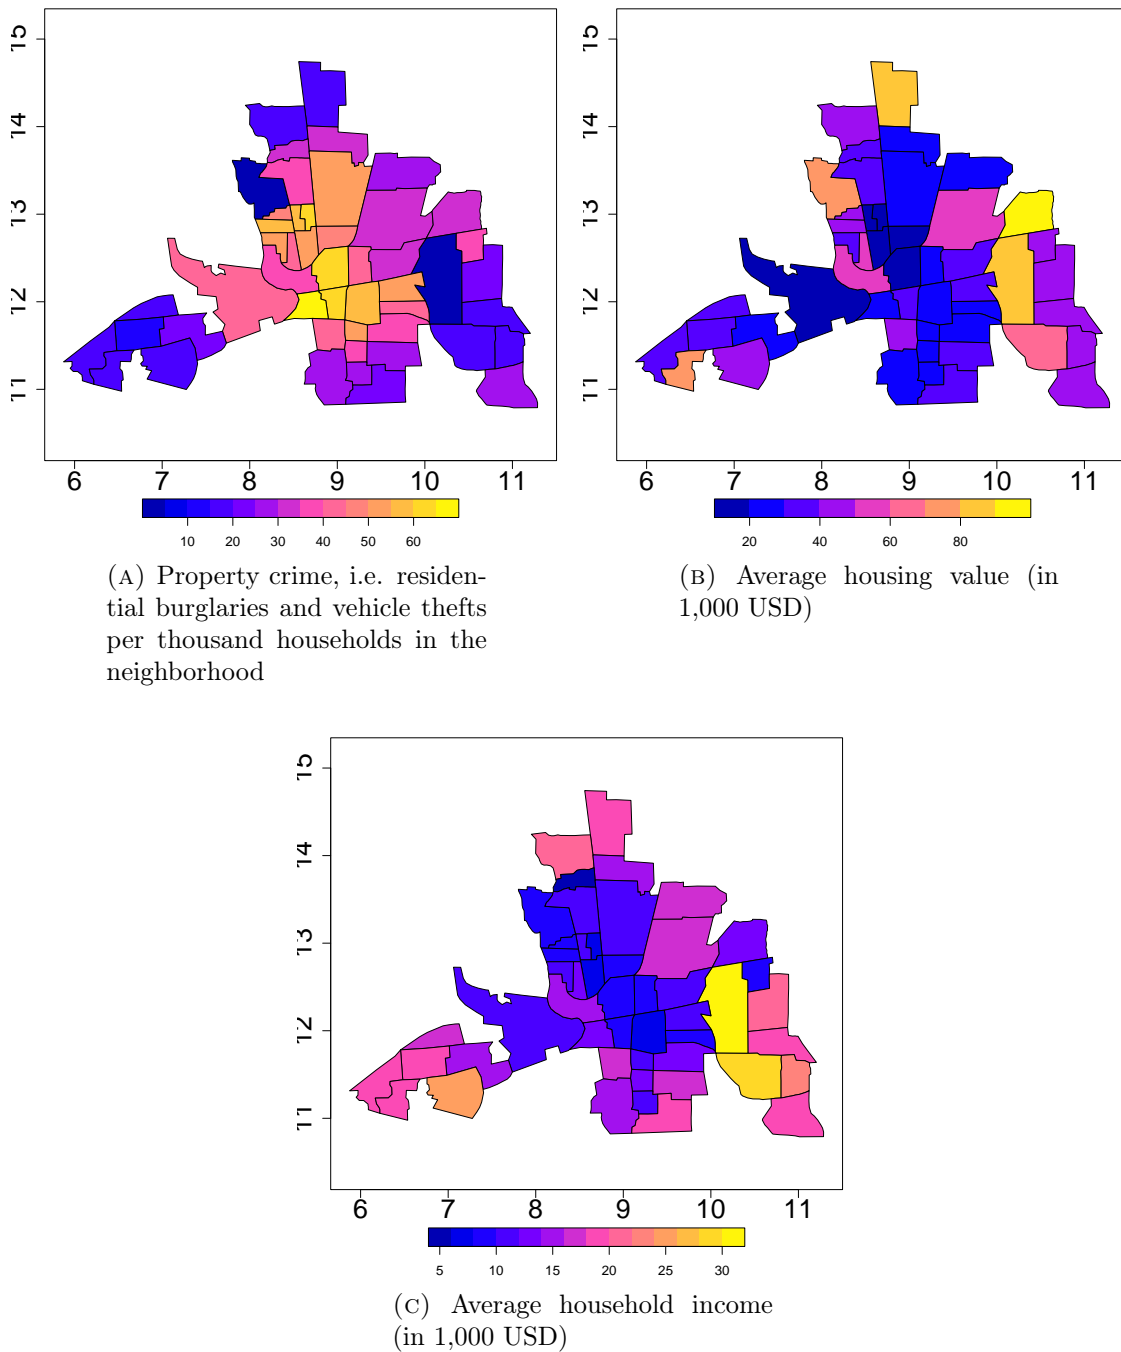 15
14
13
12
11
6 7 8 9 10 11
10 20 30 40 50 60
(A) Property crime, i.e. residen-
tial burglaries and vehicle thefts
per thousand households in the
neighborhood
15
14
13
12
11
6 7 8 9 10 11
20 40 60 80
(B) Average housing value (in
1,000 USD)
15
14
13
12
11
6 7 8 9 10 11
5 10 15 20 25 30
(C) Average household income
(in 1,000 USD)